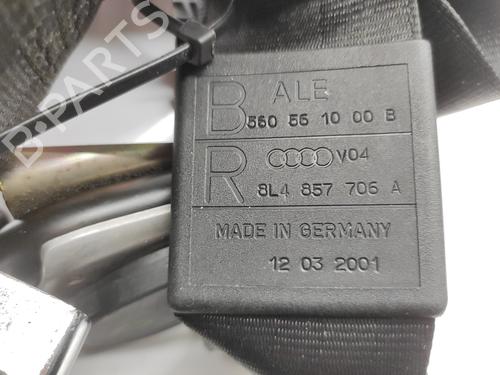 B ALE
560 56 10 00 B
R V04
8L4 857 706 A
MADE IN GERMANY
12 03 2001
B-PARTS